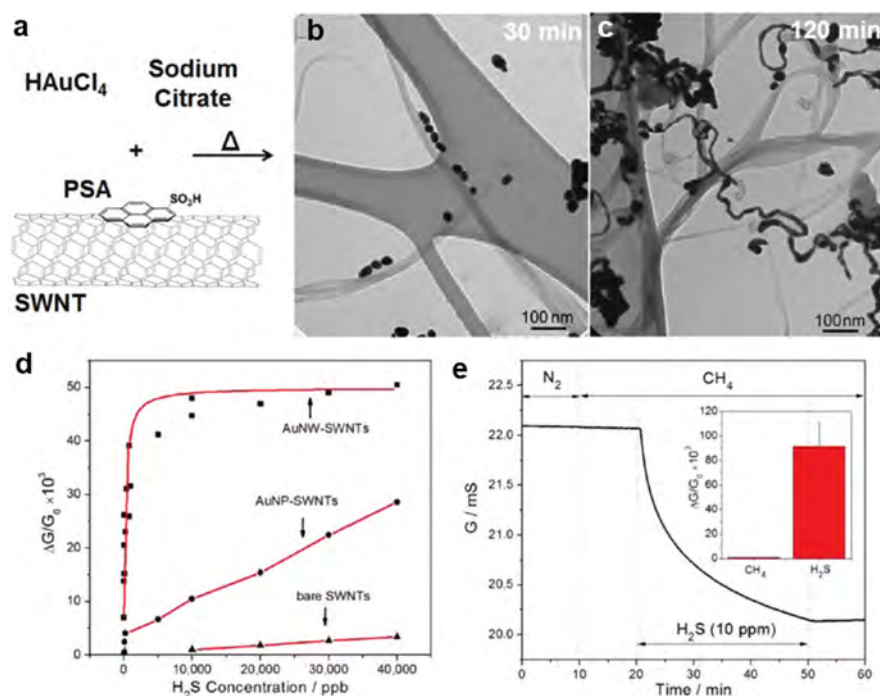 a
HAuCl4
Sodium
Citrate
+
Δ
PSA
SO3H
SWNT
b
30 min
100 nm
c
120 min
100nm
d
ΔG/G0 ×10^3
50
40
30
20
10
0
AuNW-SWNTs
AuNP-SWNTs
bare SWNTs
0
10,000
20,000
30,000
40,000
H2S Concentration / ppb
e
G / mS
22.5
22.0
21.5
21.0
20.5
20.0
N2
CH4
ΔG/G0 ×10^3
120
100
80
60
40
20
0
CH4
H2S
H2S (10 ppm)
0
10
20
30
40
50
60
Time / min